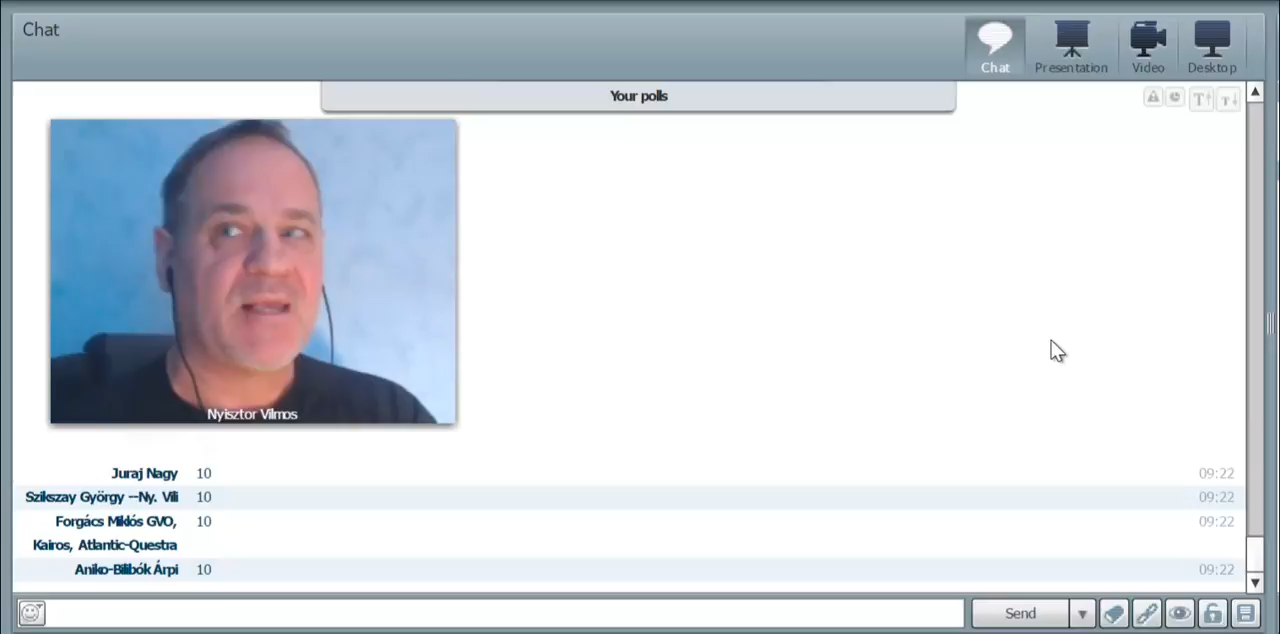 Chat
Chat
Presentation
Video
Desktop
Your polls
Nyisztor Vilmos
Juraj Nagy 10 09:22
Szikszay György --Ny. Vili 10 09:22
Forgács Miklós GVO, 10 09:22
Kairos, Atlantic-Questra
Aniko-Bilibók Árpi 10 09:22
Send